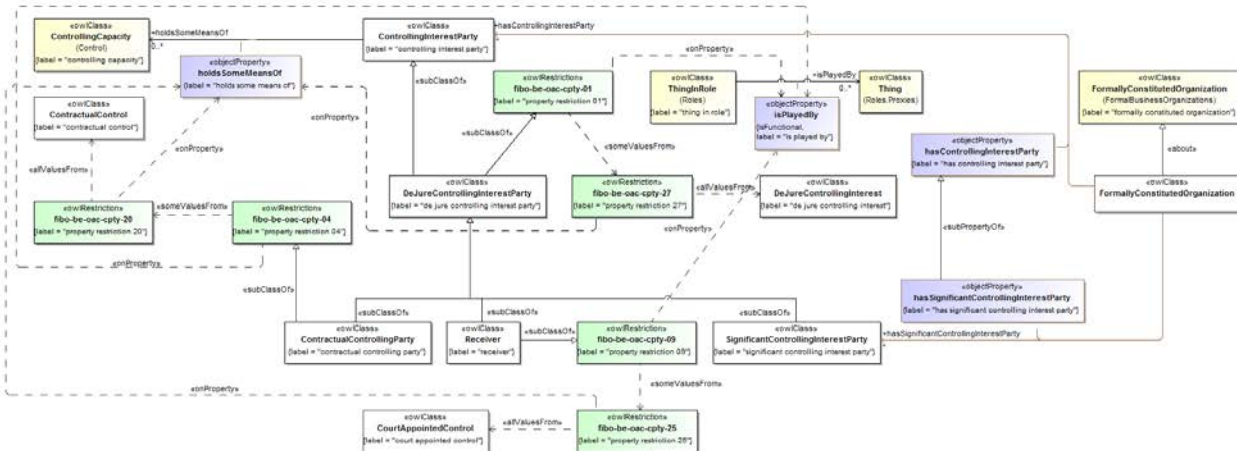 «owlClass»
ControllingCapacity
(Control)
[label = "controlling capacity"]
+holdsSomeMeansOf
0..*
«owlClass»
ControllingInterestParty
[label = "controlling interest party"]
+hasControllingInterestParty
«objectProperty»
holdsSomeMeansOf
[label = "holds some means of"]
«subClassOf»
«owlRestriction»
fibo-be-oac-cpty-01
[label = "property restriction 01"]
«onProperty»
«owlClass»
ThingInRole
(Roles)
[label = "thing in role"]
+isPlayedBy
0..*
«owlClass»
Thing
(Roles.Proxies)
«owlClass»
FormallyConstitutedOrganization
(FormalBusinessOrganizations)
[label = "formally constituted organization"]
«owlClass»
ContractualControl
[label = "contractual control"]
«objectProperty»
isPlayedBy
{isFunctional,
label = "is played by"}
«onProperty»
«subClassOf»
«someValuesFrom»
«objectProperty»
hasControllingInterestParty
[label = "has controlling interest party"]
«about»
«onProperty»
«allValuesFrom»
«owlClass»
DeJureControllingInterestParty
[label = "de jure controlling interest party"]
«owlRestriction»
fibo-be-oac-cpty-27
[label = "property restriction 27"]
«allValuesFrom»
«owlClass»
DeJureControllingInterest
[label = "de jure controlling interest"]
«owlClass»
FormallyConstitutedOrganization
«owlRestriction»
fibo-be-oac-cpty-20
[label = "property restriction 20"]
«someValuesFrom»
«owlRestriction»
fibo-be-oac-cpty-04
[label = "property restriction 04"]
«onProperty»
«subPropertyOf»
«onProperty»
«subClassOf»
«objectProperty»
hasSignificantControllingInterestParty
[label = "has significant controlling interest party"]
«subClassOf»
«subClassOf»
«subClassOf»
«owlClass»
ContractualControllingParty
[label = "contractual controlling party"]
«owlClass»
Receiver
[label = "receiver"]
«subClassOf»
«owlRestriction»
fibo-be-oac-cpty-09
[label = "property restriction 09"]
«owlClass»
SignificantControllingInterestParty
[label = "significant controlling interest party"]
+hasSignificantControllingInterestParty
«onProperty»
«someValuesFrom»
«owlClass»
CourtAppointedControl
[label = "court appointed control"]
«allValuesFrom»
«owlRestriction»
fibo-be-oac-cpty-25
[label = "property restriction 25"]